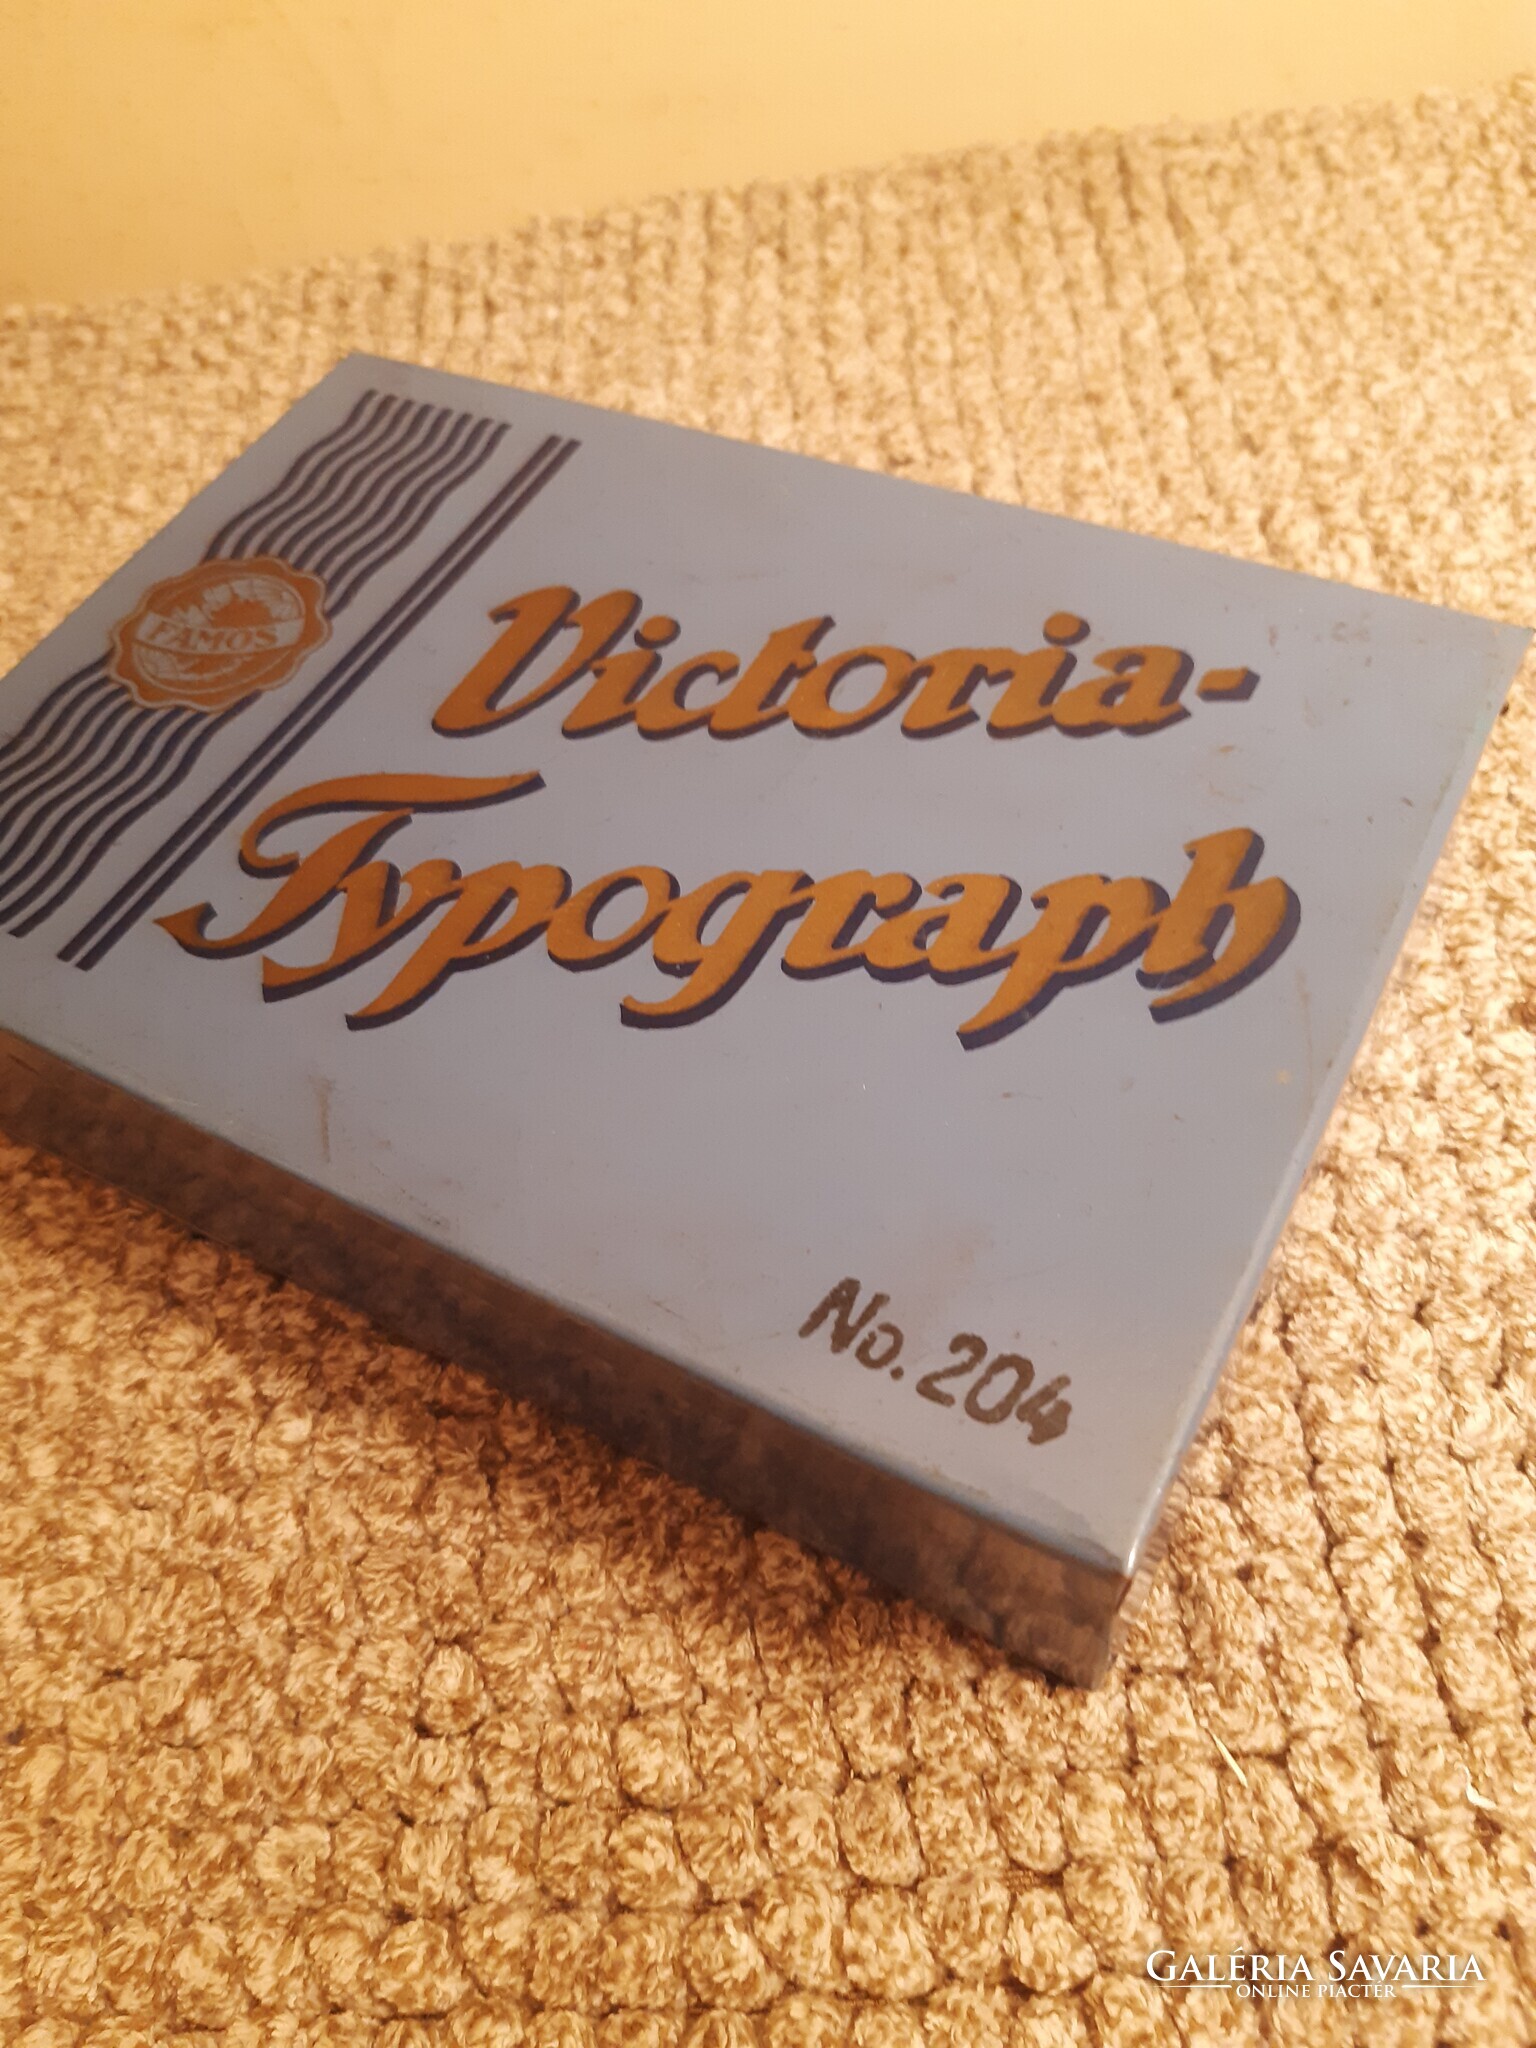 FAMOS
Victoria-
Typograph
No. 204
GALÉRIA SAVARIA
ONLINE PIACTÉR